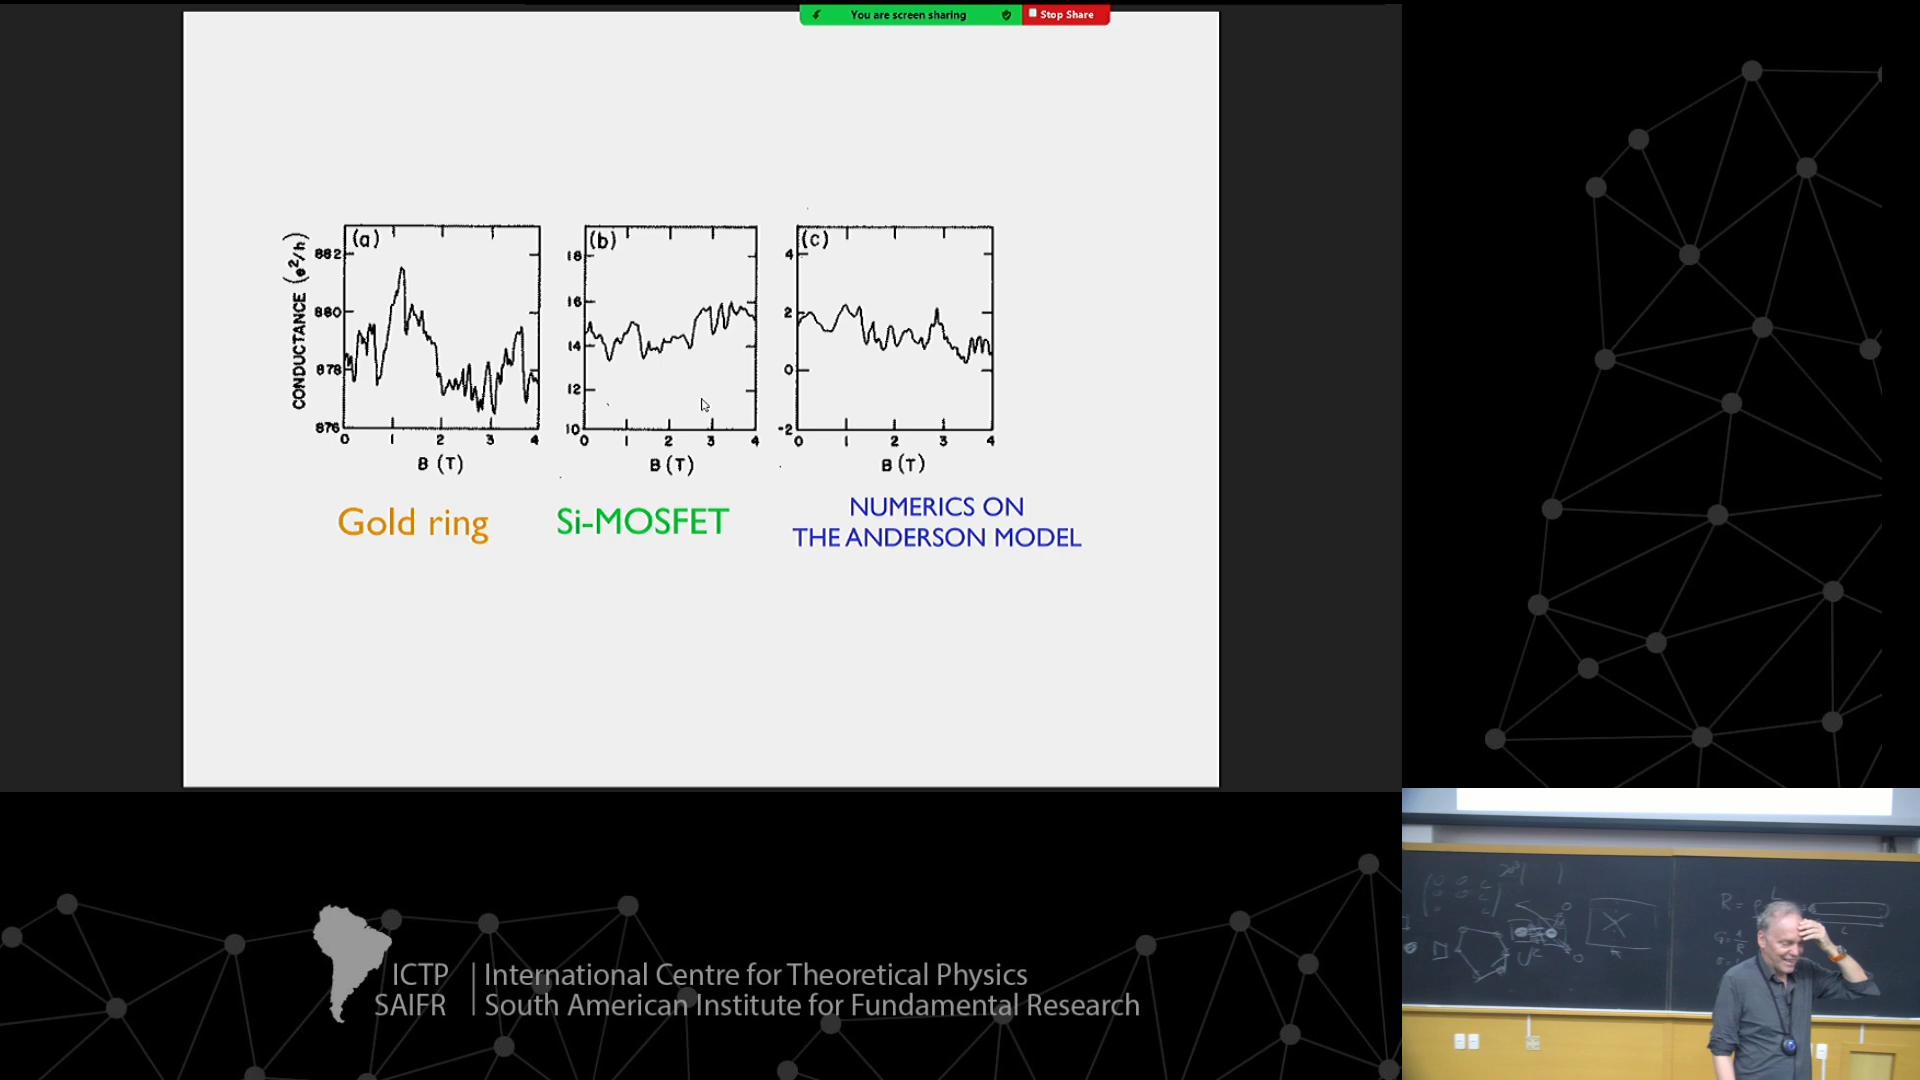 You are screen sharing
Stop Share
(a)
(b)
(c)
CONDUCTANCE (e²/h)
882
880
878
876
0 1 2 3 4
B (T)
18
16
14
12
10
0 1 2 3 4
B (T)
4
2
0
-2
0 1 2 3 4
B (T)
Gold ring
Si-MOSFET
NUMERICS ON
THE ANDERSON MODEL
ICTP
SAIFR
International Centre for Theoretical Physics
South American Institute for Fundamental Research
R =